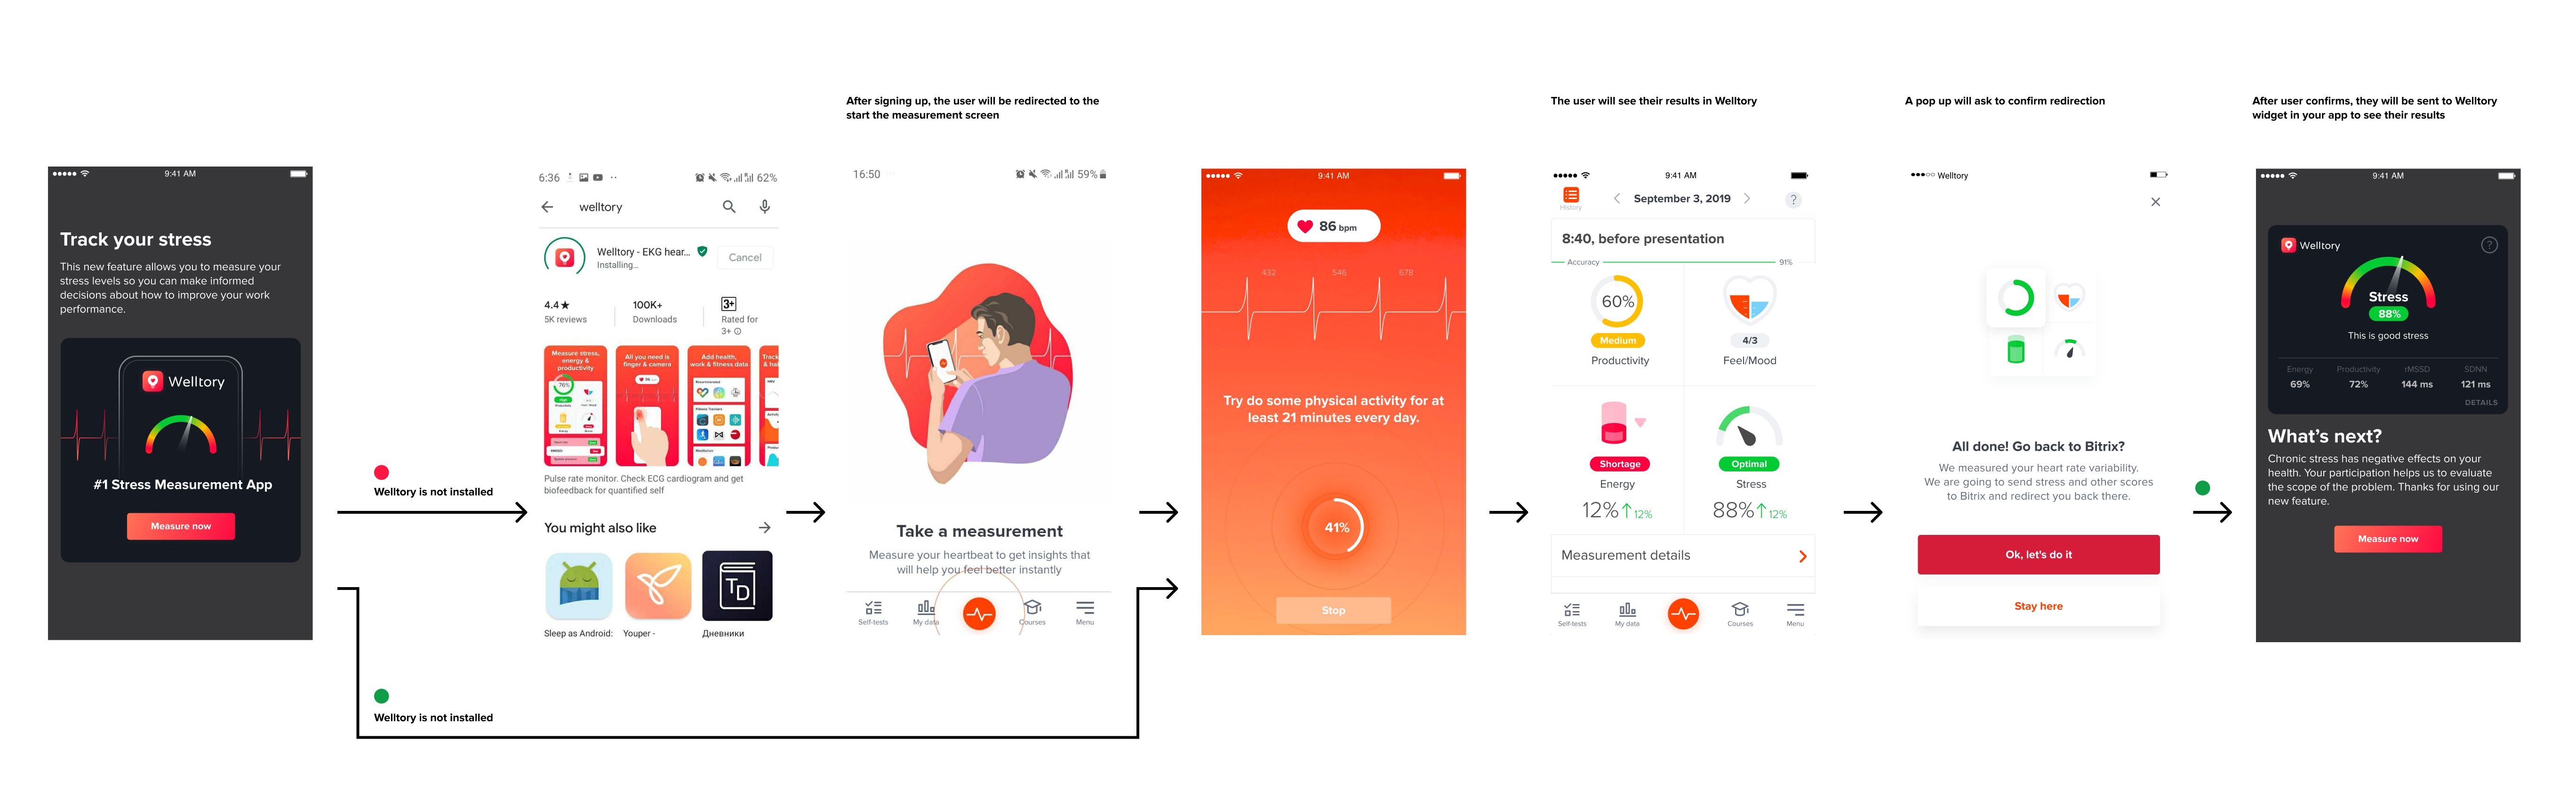 After signing up, the user will be redirected to the
start the measurement screen
The user will see their results in Welltory
A pop up will ask to confirm redirection
After user confirms, they will be sent to Welltory
widget in your app to see their results
9:41 AM
Track your stress
This new feature allows you to measure your
stress levels so you can make informed
decisions about how to improve your work
performance.
Welltory
#1 Stress Measurement App
Measure now
Welltory is not installed
Welltory is not installed
6:36
62%
welltory
Welltory - EKG hear...
Installing...
Cancel
4.4★
5K reviews
100K+
Downloads
3+
Rated for
3+
Measure stress,
energy &
productivity
76%
All you need is
finger & camera
Add health,
work & fitness data
Track
& hal
Pulse rate monitor. Check ECG cardiogram and get
biofeedback for quantified self
You might also like
TD
Sleep as Android:
Youper -
Дневники
16:50
59%
Take a measurement
Measure your heartbeat to get insights that
will help you feel better instantly
Self-tests
My data
Courses
Menu
9:41 AM
86 bpm
432
546
678
Try do some physical activity for at
least 21 minutes every day.
41%
Stop
9:41 AM
History
September 3, 2019
?
8:40, before presentation
Accuracy
91%
60%
Medium
Productivity
4/3
Feel/Mood
Shortage
Energy
12% 12%
Optimal
Stress
88% 12%
Measurement details
Self-tests
My data
Courses
Menu
Welltory
All done! Go back to Bitrix?
We measured your heart rate variability.
We are going to send stress and other scores
to Bitrix and redirect you back there.
Ok, let's do it
Stay here
9:41 AM
Welltory
?
Stress
88%
This is good stress
Energy
69%
Productivity
72%
rMSSD
144 ms
SDNN
121 ms
DETAILS
What's next?
Chronic stress has negative effects on your
health. Your participation helps us to evaluate
the scope of the problem. Thanks for using our
new feature.
Measure now